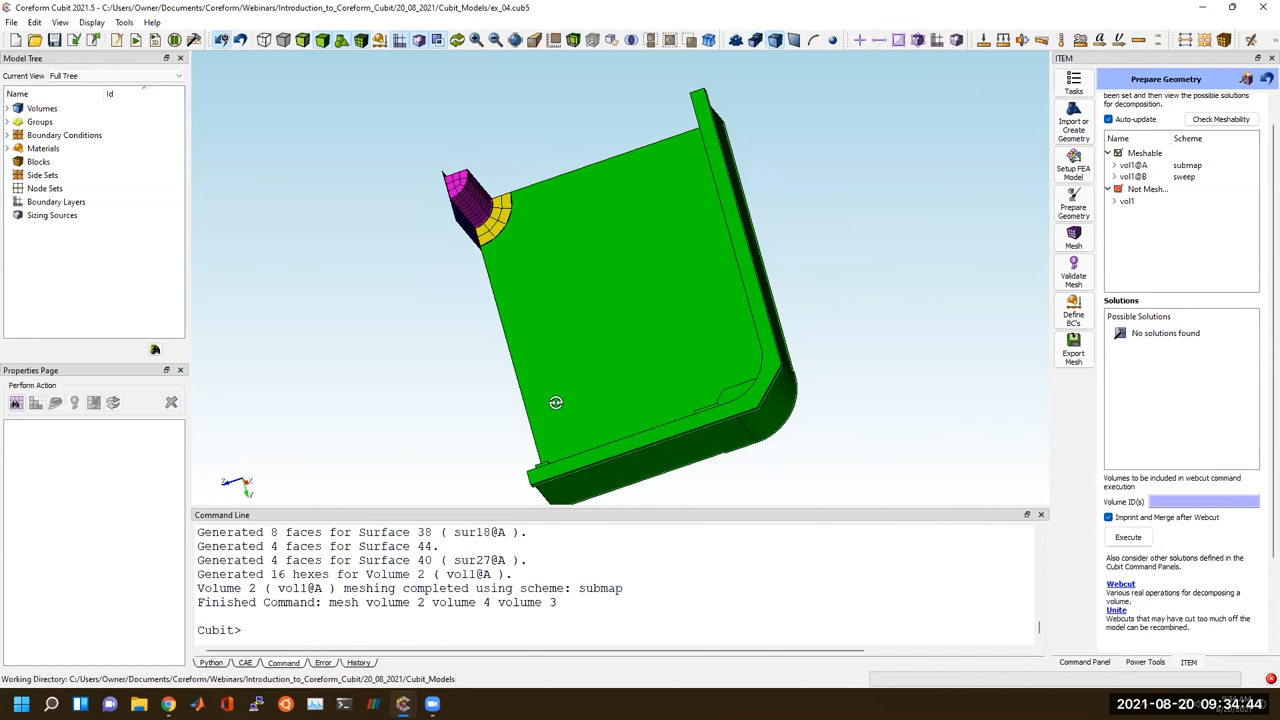 Coreform Cubit 2021.5 - C:/Users/Owner/Documents/Coreform/Webinars/Introduction_to_Coreform_Cubit/20_08_2021/Cubit_Models/ex_04.cub5
File Edit View Display Tools Help
Model Tree
Current View Full Tree
Name Id
Volumes
Groups
Boundary Conditions
Materials
Blocks
Side Sets
Node Sets
Boundary Layers
Sizing Sources
Properties Page
Perform Action
Z X
Y
Command Line
Generated 8 faces for Surface 38 ( sur18@A ).
Generated 4 faces for Surface 44.
Generated 4 faces for Surface 40 ( sur27@A ).
Generated 16 hexes for Volume 2 ( vol1@A ).
Volume 2 ( vol1@A ) meshing completed using scheme: submap
Finished Command: mesh volume 2 volume 4 volume 3
Cubit>
Python CAE Command Error History
Working Directory: C:/Users/Owner/Documents/Coreform/Webinars/Introduction_to_Coreform_Cubit/20_08_2021/Cubit_Models
ITEM
Tasks
Import or Create Geometry
Setup FEA Model
Prepare Geometry
Mesh
Validate Mesh
Define BC's
Export Mesh
Prepare Geometry
been set and then view the possible solutions
for decomposition.
Auto-update Check Meshability
Name Scheme
Meshable
vol1@A submap
vol1@B sweep
Not Mesh...
vol1
Solutions
Possible Solutions
No solutions found
Volumes to be included in webcut command
execution
Volume ID(s)
Imprint and Merge after Webcut
Execute
Also consider other solutions defined in the
Cubit Command Panels.
Webcut
Various real operations for decomposing a
volume.
Unite
Webcuts that may have cut too much off the
model can be recombined.
Command Panel Power Tools ITEM
2021-08-20 09:34:44